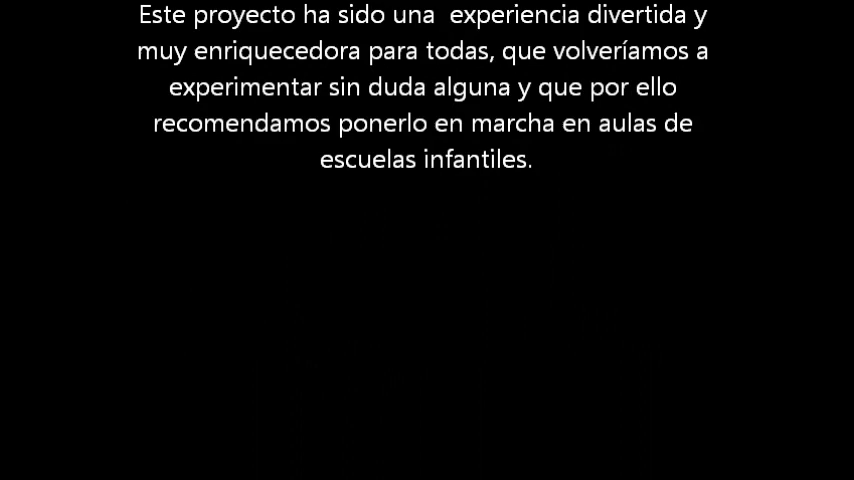 Este proyecto ha sido una  experiencia divertida y
muy enriquecedora para todas, que volveríamos a
experimentar sin duda alguna y que por ello
recomendamos ponerlo en marcha en aulas de
escuelas infantiles.